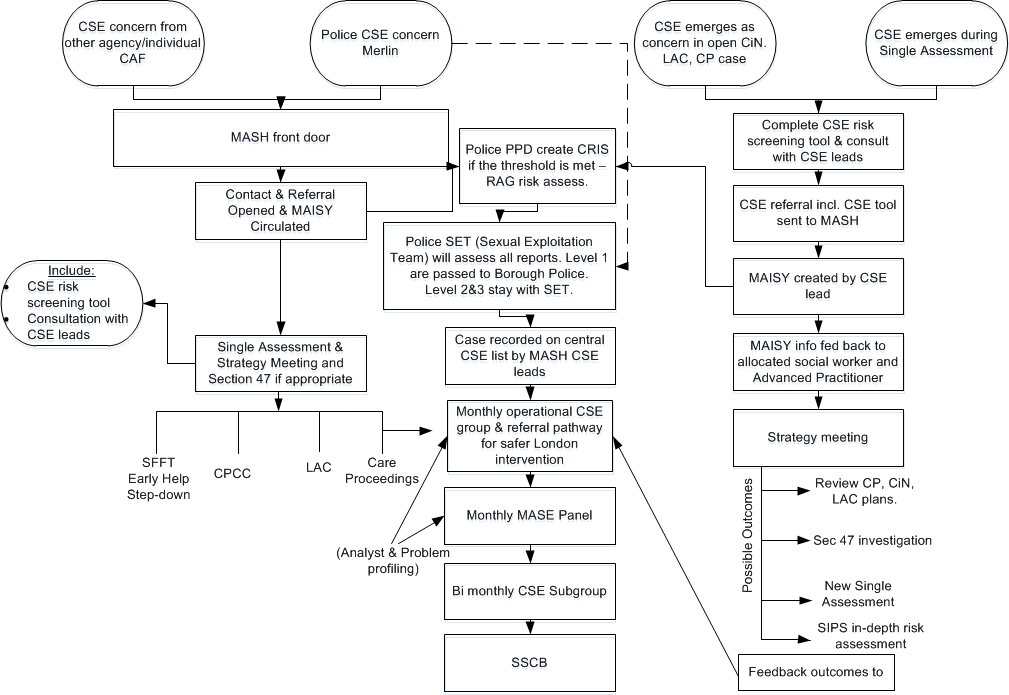 CSE concern from
other agency/individual
CAF
Police CSE concern
Merlin
CSE emerges as
concern in open CiN.
LAC, CP case
CSE emerges during
Single Assessment
MASH front door
Contact & Referral
Opened & MAISY
Circulated
Include:
CSE risk
screening tool
Consultation with
CSE leads
Single Assessment &
Strategy Meeting and
Section 47 if appropriate
SFFT
Early Help
Step-down
CPCC
LAC
Care
Proceedings
Police PPD create CRIS
if the threshold is met –
RAG risk assess.
Police SET (Sexual Exploitation
Team) will assess all reports. Level 1
are passed to Borough Police.
Level 2&3 stay with SET.
Case recorded on central
CSE list by MASH CSE
leads
Monthly operational CSE
group & referral pathway
for safer London
intervention
Monthly MASE Panel
(Analyst & Problem
profiling)
Bi monthly CSE Subgroup
SSCB
Complete CSE risk
screening tool & consult
with CSE leads
CSE referral incl. CSE tool
sent to MASH
MAISY created by CSE
lead
MAISY info fed back to
allocated social worker and
Advanced Practitioner
Strategy meeting
Possible Outcomes
Review CP, CiN,
LAC plans.
Sec 47 investigation
New Single
Assessment
SIPS in-depth risk
assessment
Feedback outcomes to